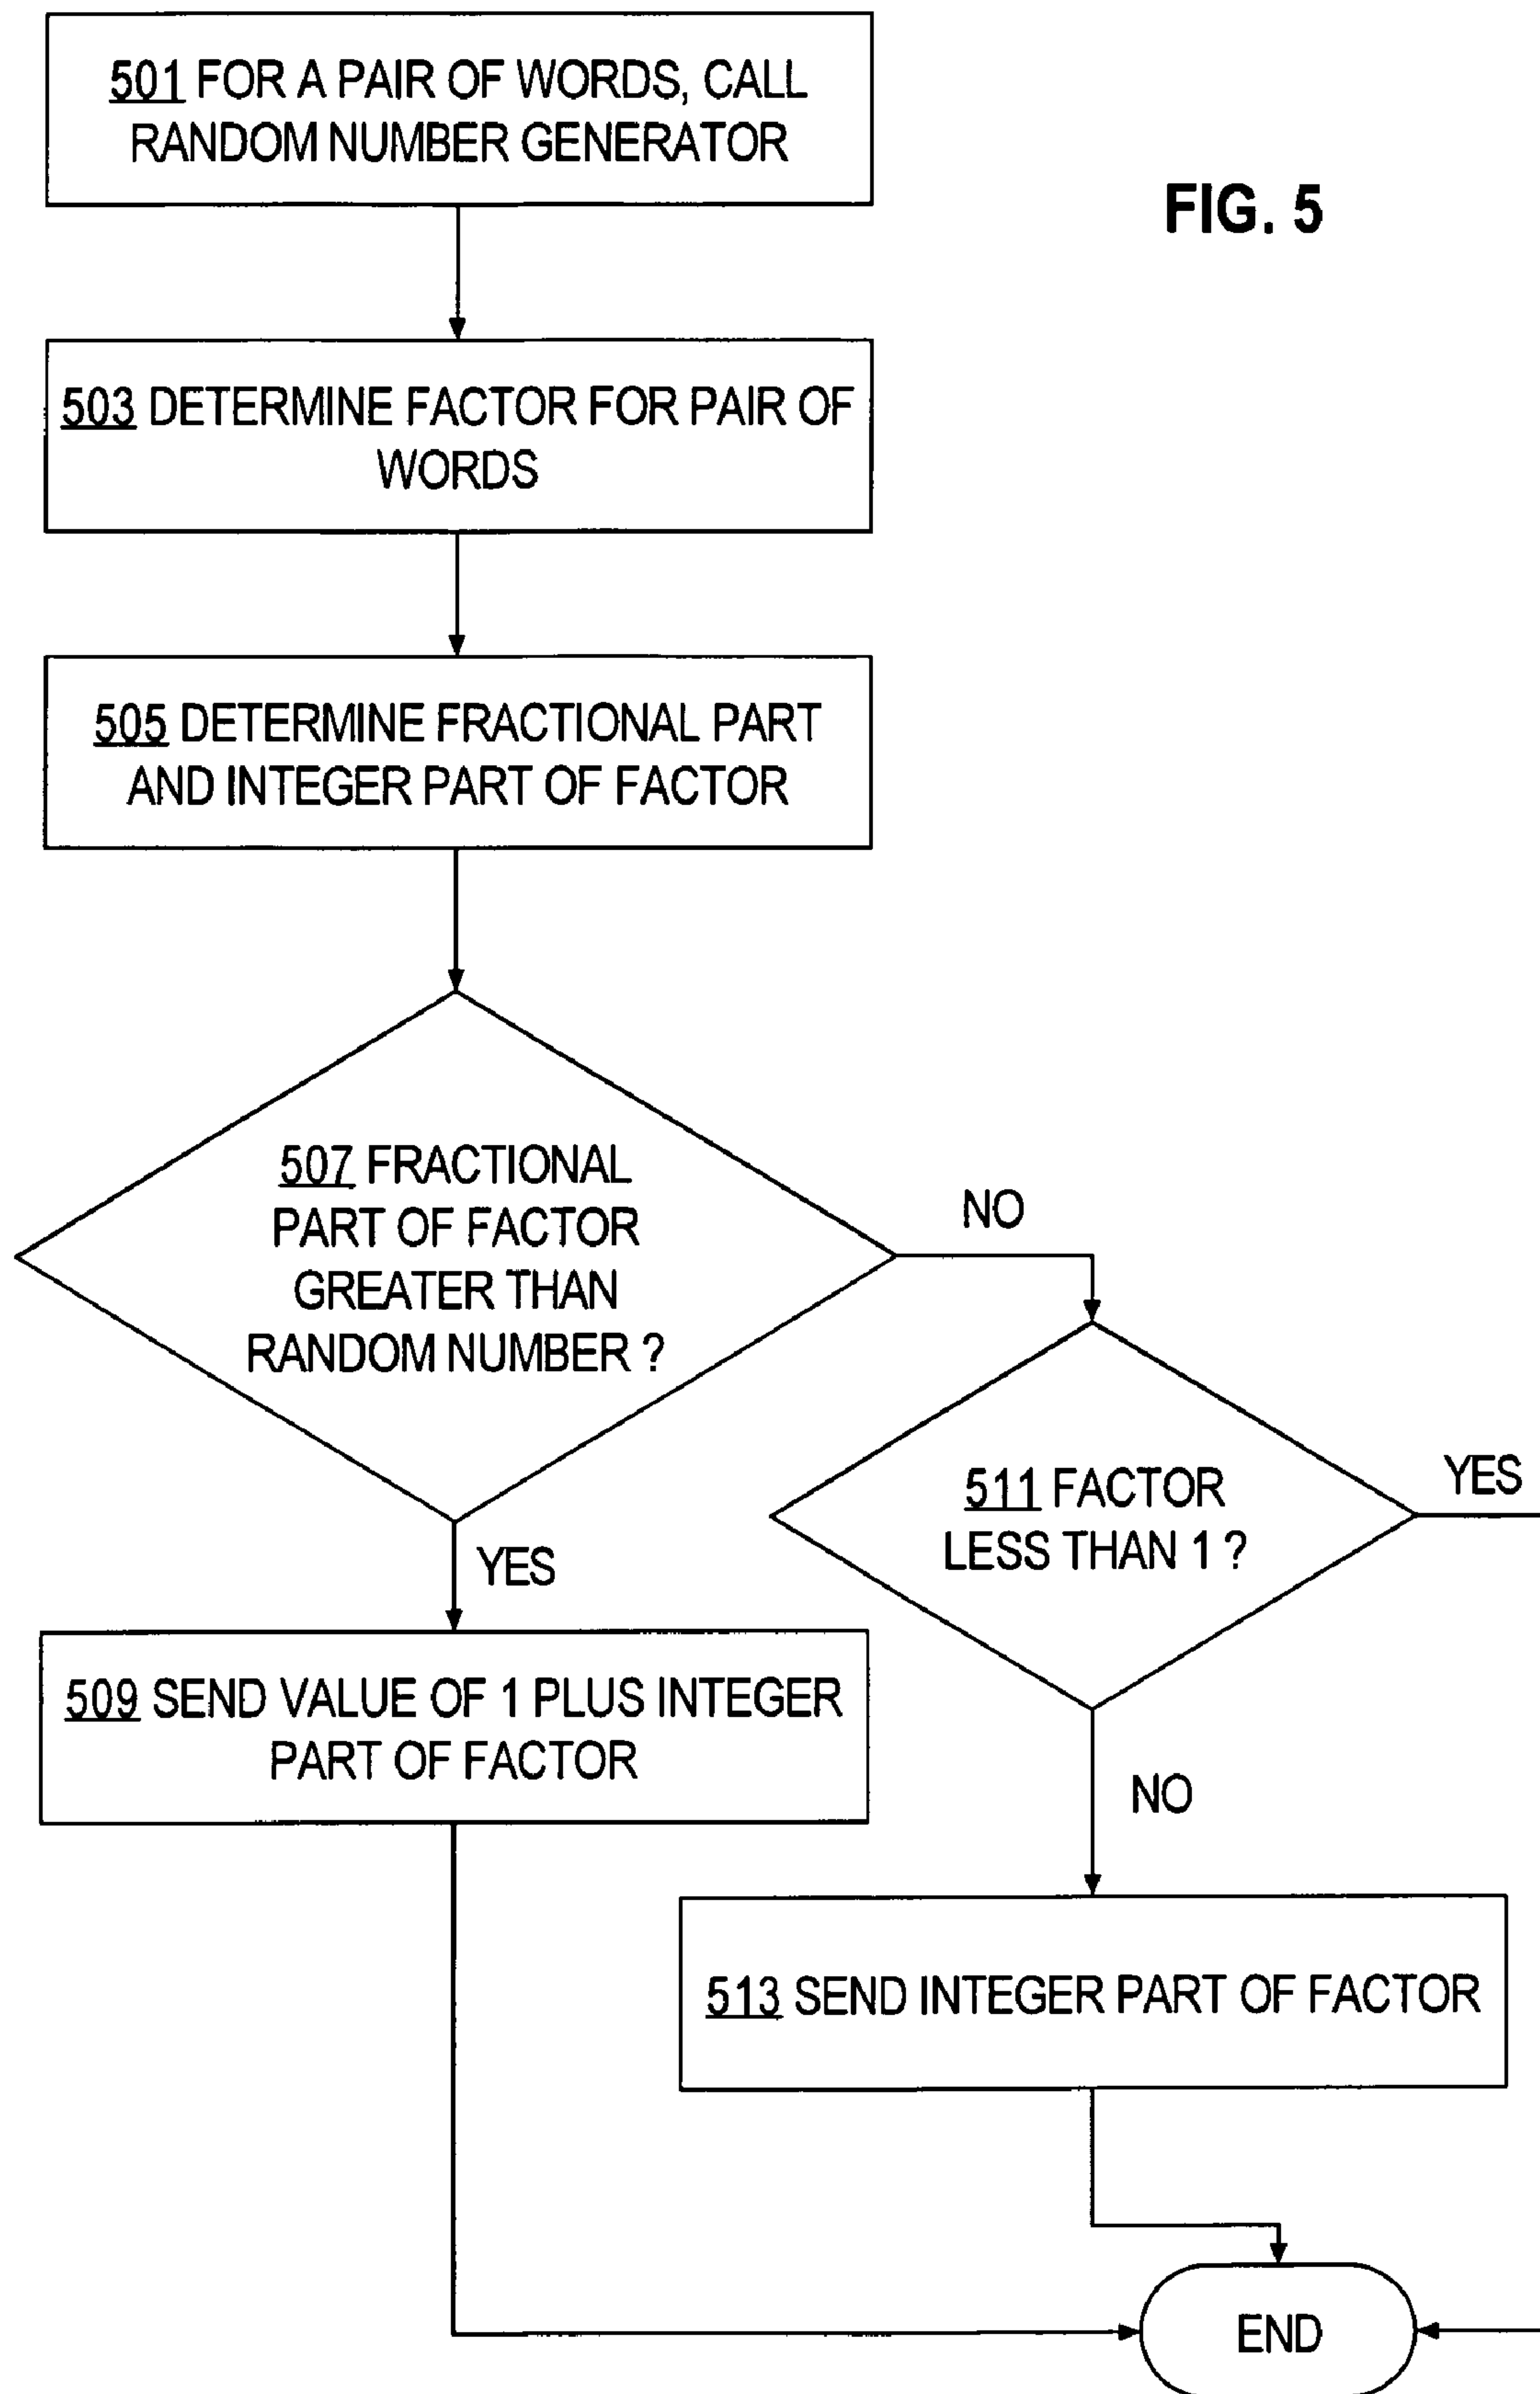 501 FOR A PAIR OF WORDS, CALL
RANDOM NUMBER GENERATOR
FIG. 5
503 DETERMINE FACTOR FOR PAIR OF
WORDS
505 DETERMINE FRACTIONAL PART
AND INTEGER PART OF FACTOR
507 FRACTIONAL
PART OF FACTOR
GREATER THAN
RANDOM NUMBER ?
NO
511 FACTOR
LESS THAN 1 ?
YES
YES
509 SEND VALUE OF 1 PLUS INTEGER
PART OF FACTOR
NO
513 SEND INTEGER PART OF FACTOR
END